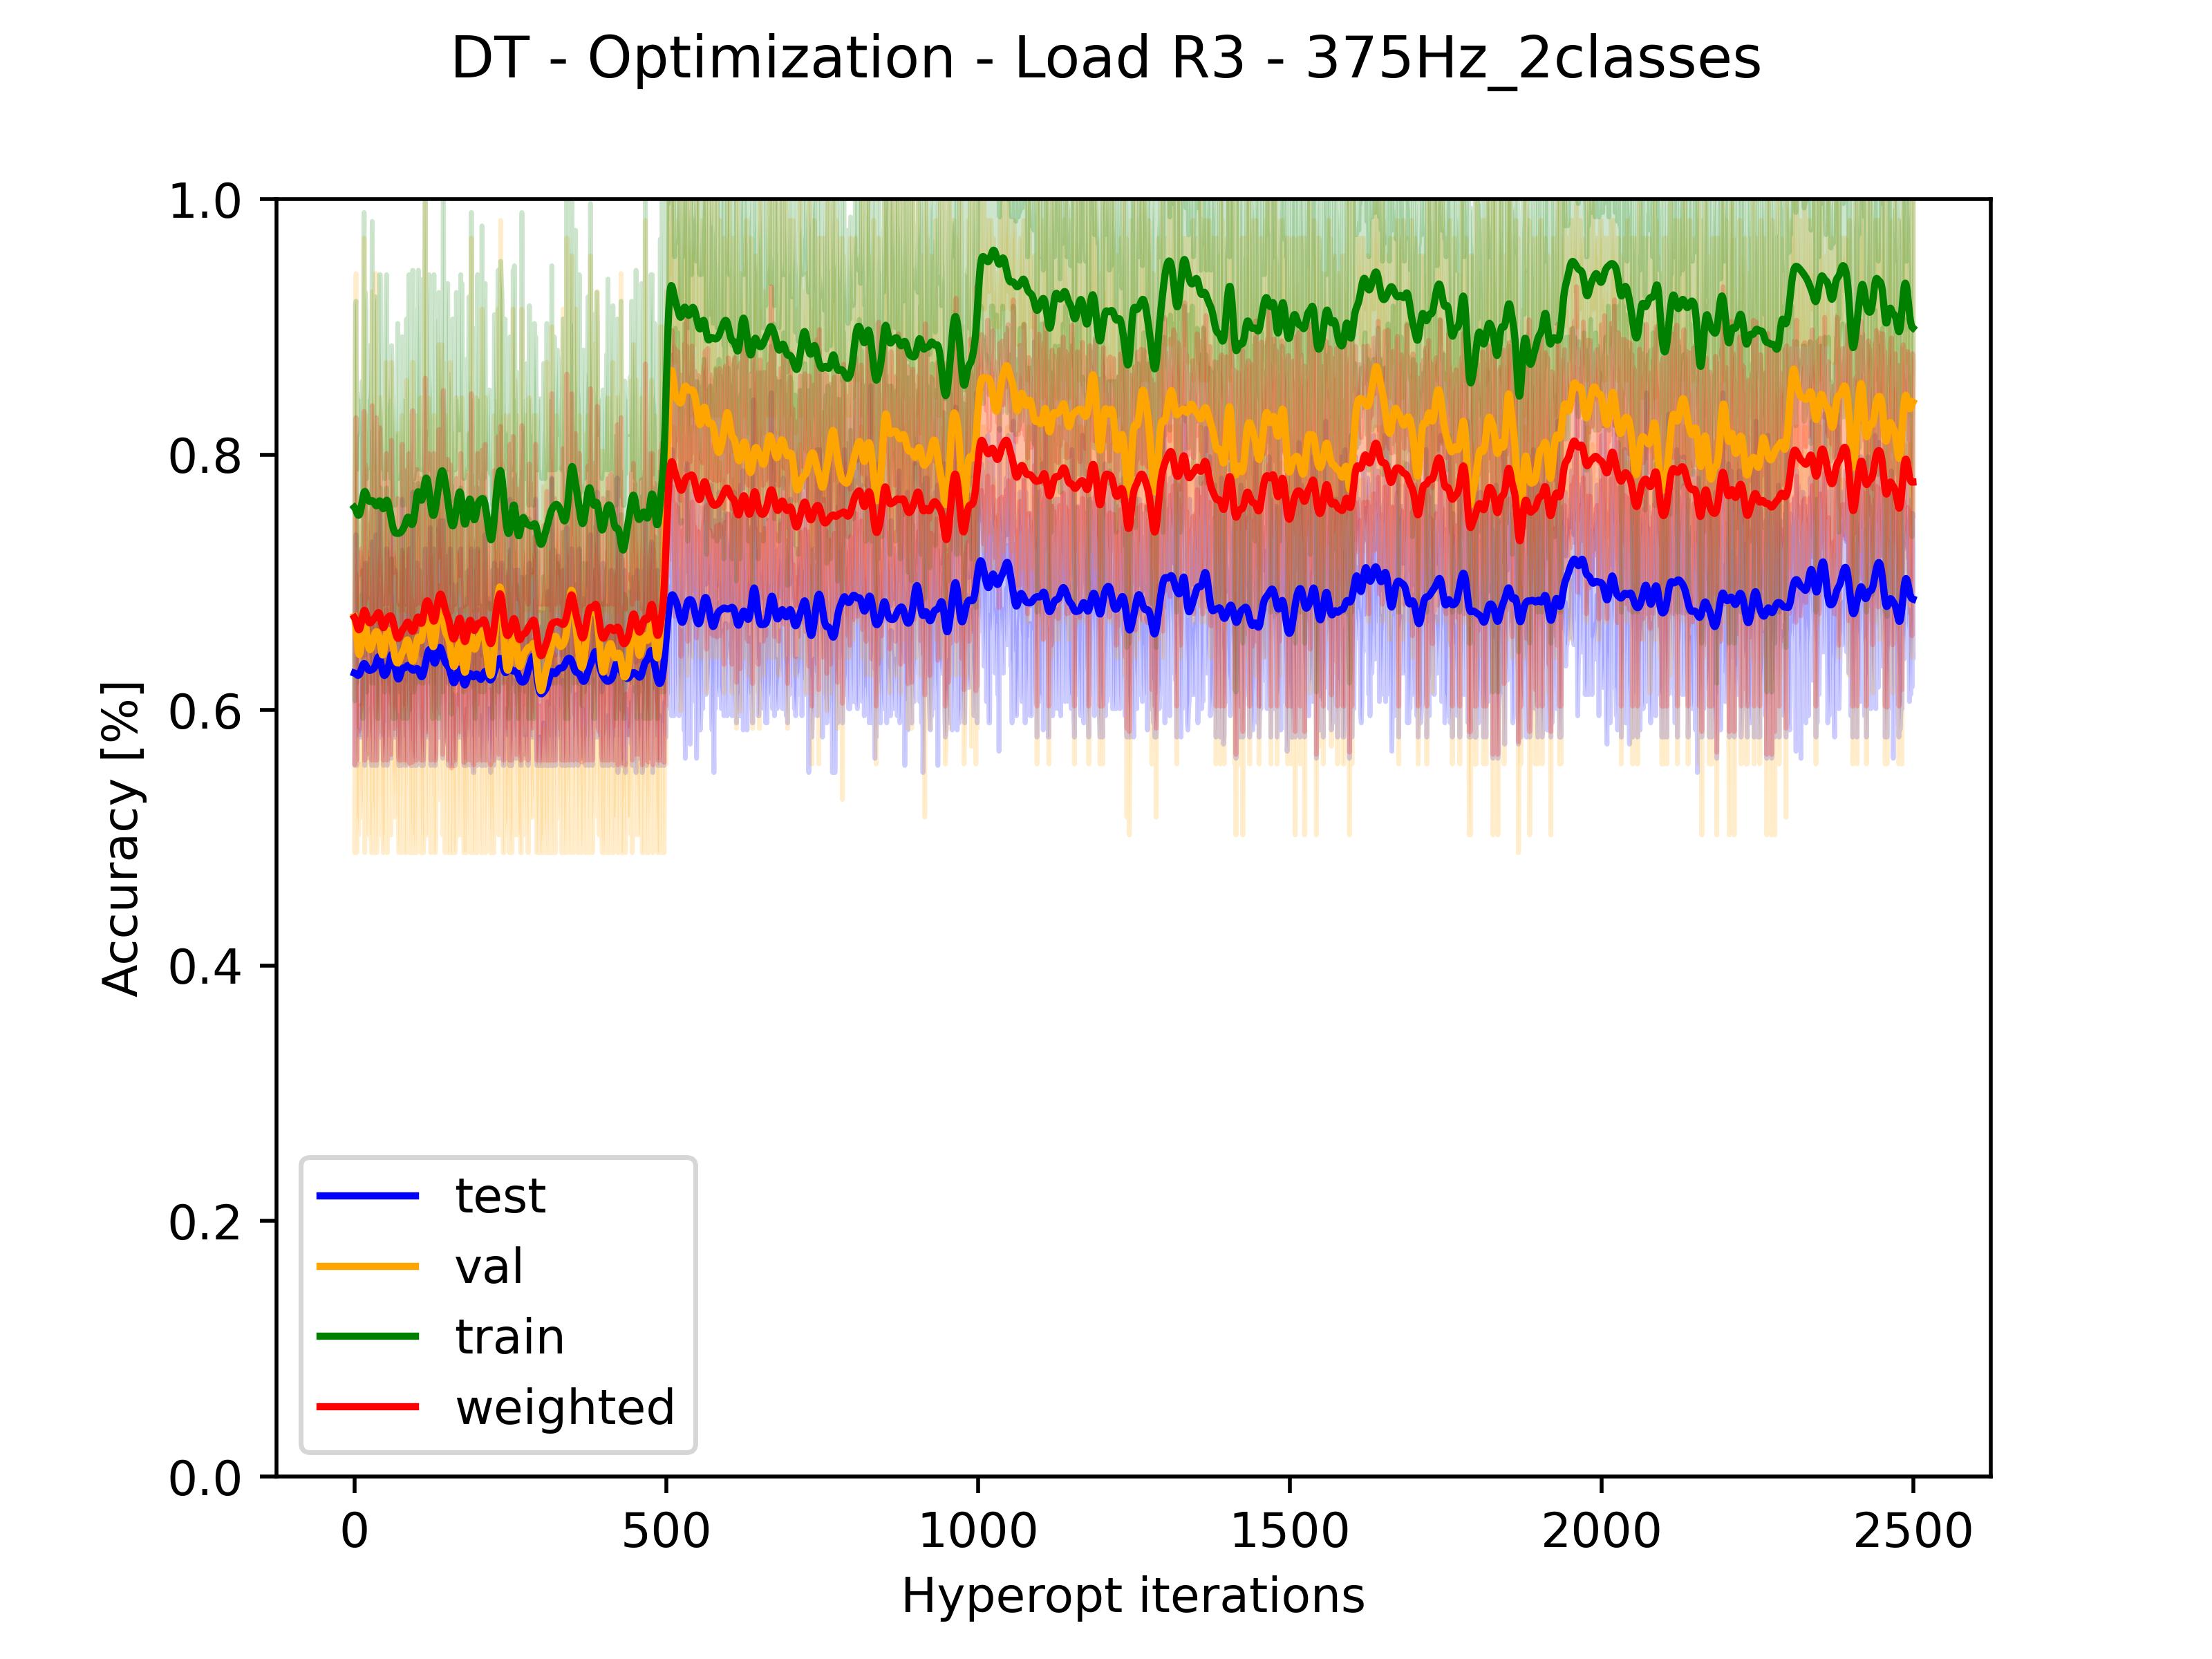 DT - Optimization - Load R3 - 375Hz_2classes
1.0
0.8
0.6
0.4
0.2
0.0
Accuracy [%]
test
val
train
weighted
0 500 1000 1500 2000 2500
Hyperopt iterations